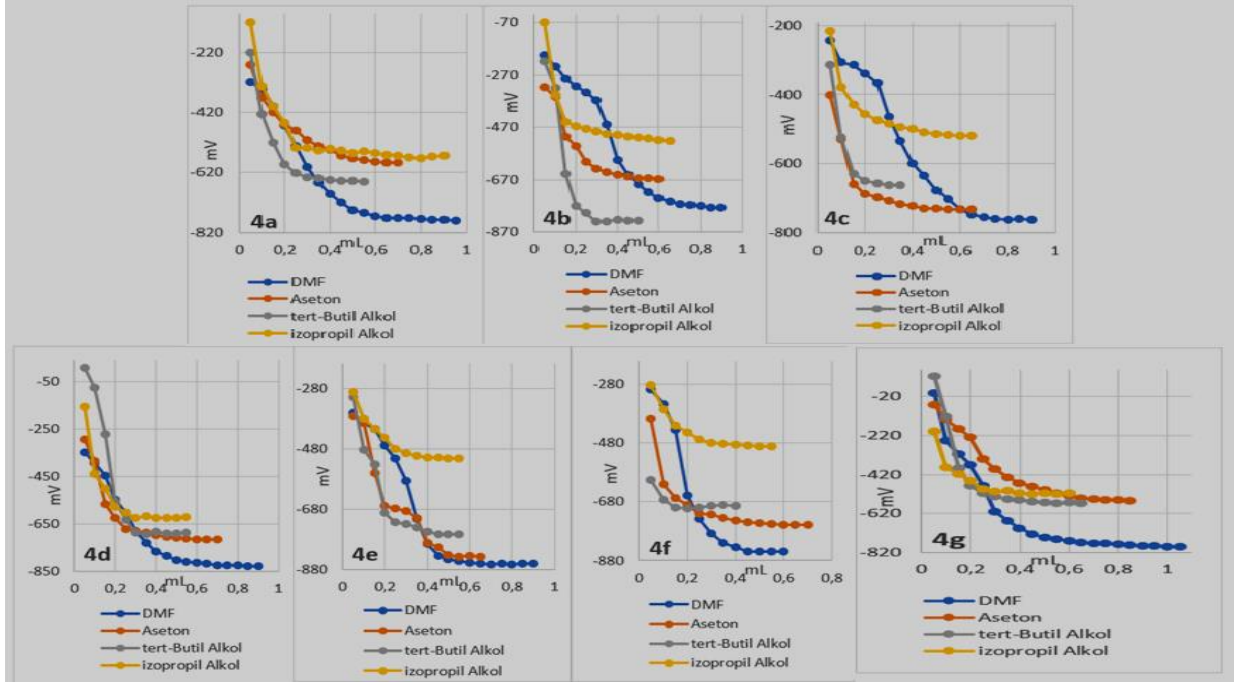 -220
-420
-620
-820
mV
4a
0
0,2
0,4
0,6
0,8
1
mL
DMF
Aseton
tert-Butil Alkol
izopropil Alkol
-70
-270
-470
-670
-870
mV
4b
0
0,2
0,4
0,6
0,8
1
mL
DMF
Aseton
tert-Butil Alkol
izopropil Alkol
-200
-400
-600
-800
mV
4c
0
0,2
0,4
0,6
0,8
1
mL
DMF
Aseton
tert-Butil Alkol
izopropil Alkol
-50
-250
-450
-650
-850
mV
4d
0
0,2
0,4
0,6
0,8
1
mL
DMF
Aseton
tert-Butil Alkol
izopropil Alkol
-280
-480
-680
-880
mV
4e
0
0,2
0,4
0,6
0,8
1
mL
DMF
Aseton
tert-Butil Alkol
izopropil Alkol
-280
-480
-680
-880
mV
4f
0
0,2
0,4
0,6
0,8
mL
DMF
Aseton
tert-Butil Alkol
izopropil Alkol
-20
-220
-420
-620
-820
mV
4g
0
0,2
0,4
0,6
0,8
1
mL
DMF
Aseton
tert-Butil Alkol
izopropil Alkol